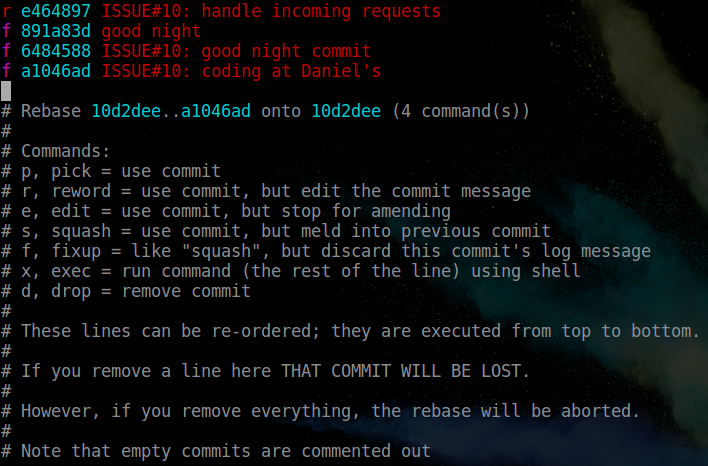 r e464897 ISSUE#10: handle incoming requests
f 891a83d good night
f 6484588 ISSUE#10: good night commit
f a1046ad ISSUE#10: coding at Daniel's
# Rebase 10d2dee..a1046ad onto 10d2dee (4 command(s))
#
# Commands:
# p, pick = use commit
# r, reword = use commit, but edit the commit message
# e, edit = use commit, but stop for amending
# s, squash = use commit, but meld into previous commit
# f, fixup = like "squash", but discard this commit's log message
# x, exec = run command (the rest of the line) using shell
# d, drop = remove commit
#
# These lines can be re-ordered; they are executed from top to bottom.
#
# If you remove a line here THAT COMMIT WILL BE LOST.
#
# However, if you remove everything, the rebase will be aborted.
#
# Note that empty commits are commented out